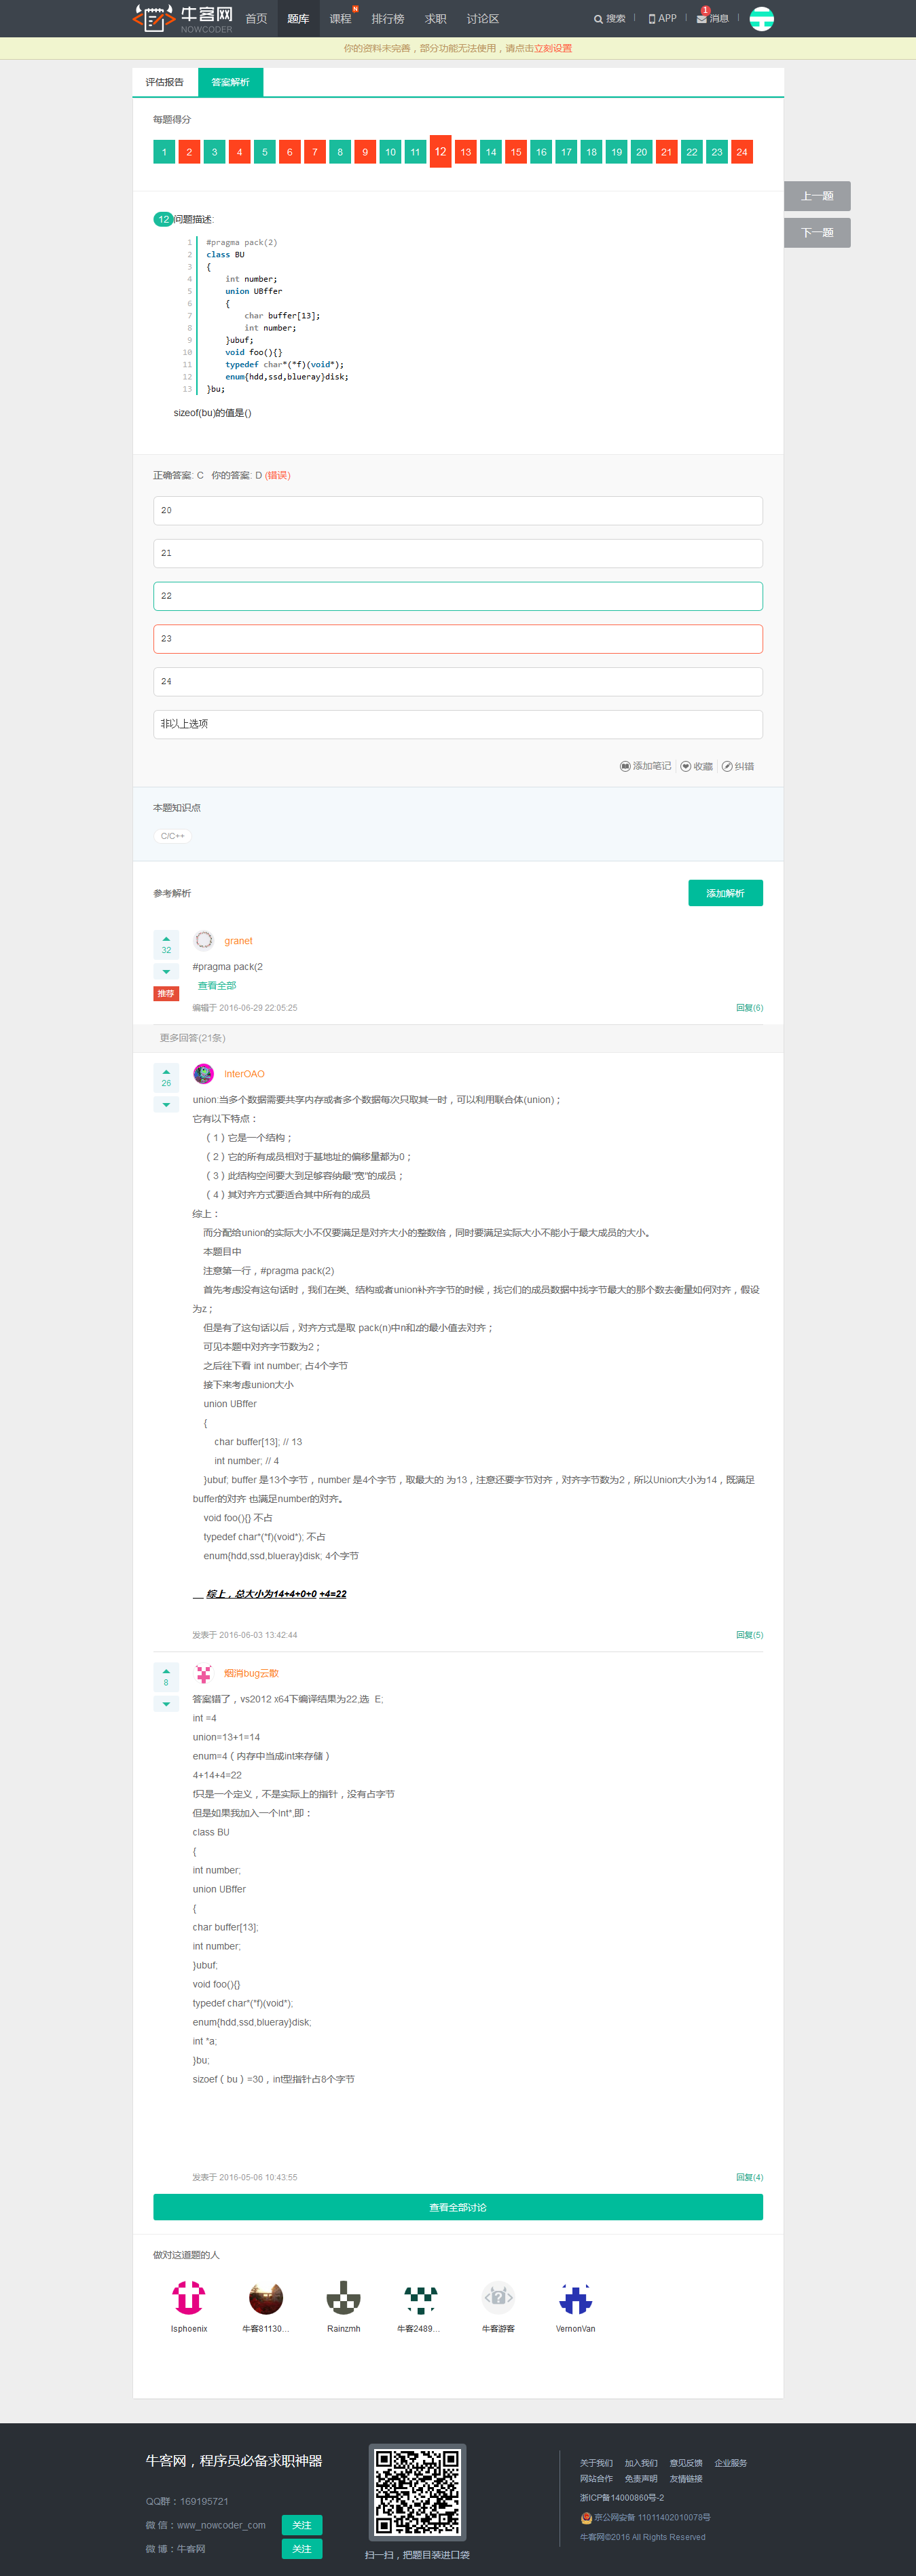 牛客网 NOWCODER 首页 题库 课程 N 排行榜 求职 讨论区 搜索 APP 1 消息
你的资料未完善，部分功能无法使用，请点击立刻设置
评估报告 答案解析
每题得分
1 2 3 4 5 6 7 8 9 10 11 12 13 14 15 16 17 18 19 20 21 22 23 24
上一题
下一题
12 问题描述:
1 #pragma pack(2)
2 class BU
3 {
4 int number;
5 union UBffer
6 {
7 char buffer[13];
8 int number;
9 }ubuf;
10 void foo(){}
11 typedef char*(*f)(void*);
12 enum{hdd,ssd,blueray}disk;
13 }bu;
sizeof(bu)的值是()
正确答案: C 你的答案: D (错误)
20
21
22
23
24
非以上选项
添加笔记 收藏 纠错
本题知识点
C/C++
参考解析 添加解析
32
推荐
granet
#pragma pack(2
查看全部
编辑于 2016-06-29 22:05:25 回复(6)
更多回答(21条)
26
InterOAO
union:当多个数据需要共享内存或者多个数据每次只取其一时，可以利用联合体(union)；
它有以下特点：
（1）它是一个结构；
（2）它的所有成员相对于基地址的偏移量都为0；
（3）此结构空间要大到足够容纳最"宽"的成员；
（4）其对齐方式要适合其中所有的成员
综上：
而分配给union的实际大小不仅要满足是对齐大小的整数倍，同时要满足实际大小不能小于最大成员的大小。
本题目中
注意第一行，#pragma pack(2)
首先考虑没有这句话时，我们在类、结构或者union补齐字节的时候，找它们的成员数据中找字节最大的那个数去衡量如何对齐，假设
为z；
但是有了这句话以后，对齐方式是取 pack(n)中n和z的最小值去对齐；
可见本题中对齐字节数为2；
之后往下看 int number; 占4个字节
接下来考虑union大小
union UBffer
{
char buffer[13]; // 13
int number; // 4
}ubuf; buffer 是13个字节，number 是4个字节，取最大的 为13，注意还要字节对齐，对齐字节数为2，所以Union大小为14，既满足
buffer的对齐 也满足number的对齐。
void foo(){} 不占
typedef char*(*f)(void*); 不占
enum{hdd,ssd,blueray}disk; 4个字节
综上，总大小为14+4+0+0 +4=22
发表于 2016-06-03 13:42:44 回复(5)
8
烟消bug云散
答案错了，vs2012 x64下编译结果为22,选 E;
int =4
union=13+1=14
enum=4（内存中当成int来存储）
4+14+4=22
f只是一个定义，不是实际上的指针，没有占字节
但是如果我加入一个Int*,即：
class BU
{
int number;
union UBffer
{
char buffer[13];
int number;
}ubuf;
void foo(){}
typedef char*(*f)(void*);
enum{hdd,ssd,blueray}disk;
int *a;
}bu;
sizoef（bu）=30，int型指针占8个字节
发表于 2016-05-06 10:43:55 回复(4)
查看全部讨论
做对这道题的人
lsphoenix 牛客81130... Rainzmh 牛客2489... 牛客游客 VernonVan
牛客网，程序员必备求职神器
QQ群：169195721
微 信：www_nowcoder_com 关注
微 博：牛客网 关注
扫一扫，把题目装进口袋
关于我们 加入我们 意见反馈 企业服务
网站合作 免责声明 友情链接
浙ICP备14000860号-2
京公网安备 11011402010078号
牛客网©2016 All Rights Reserved